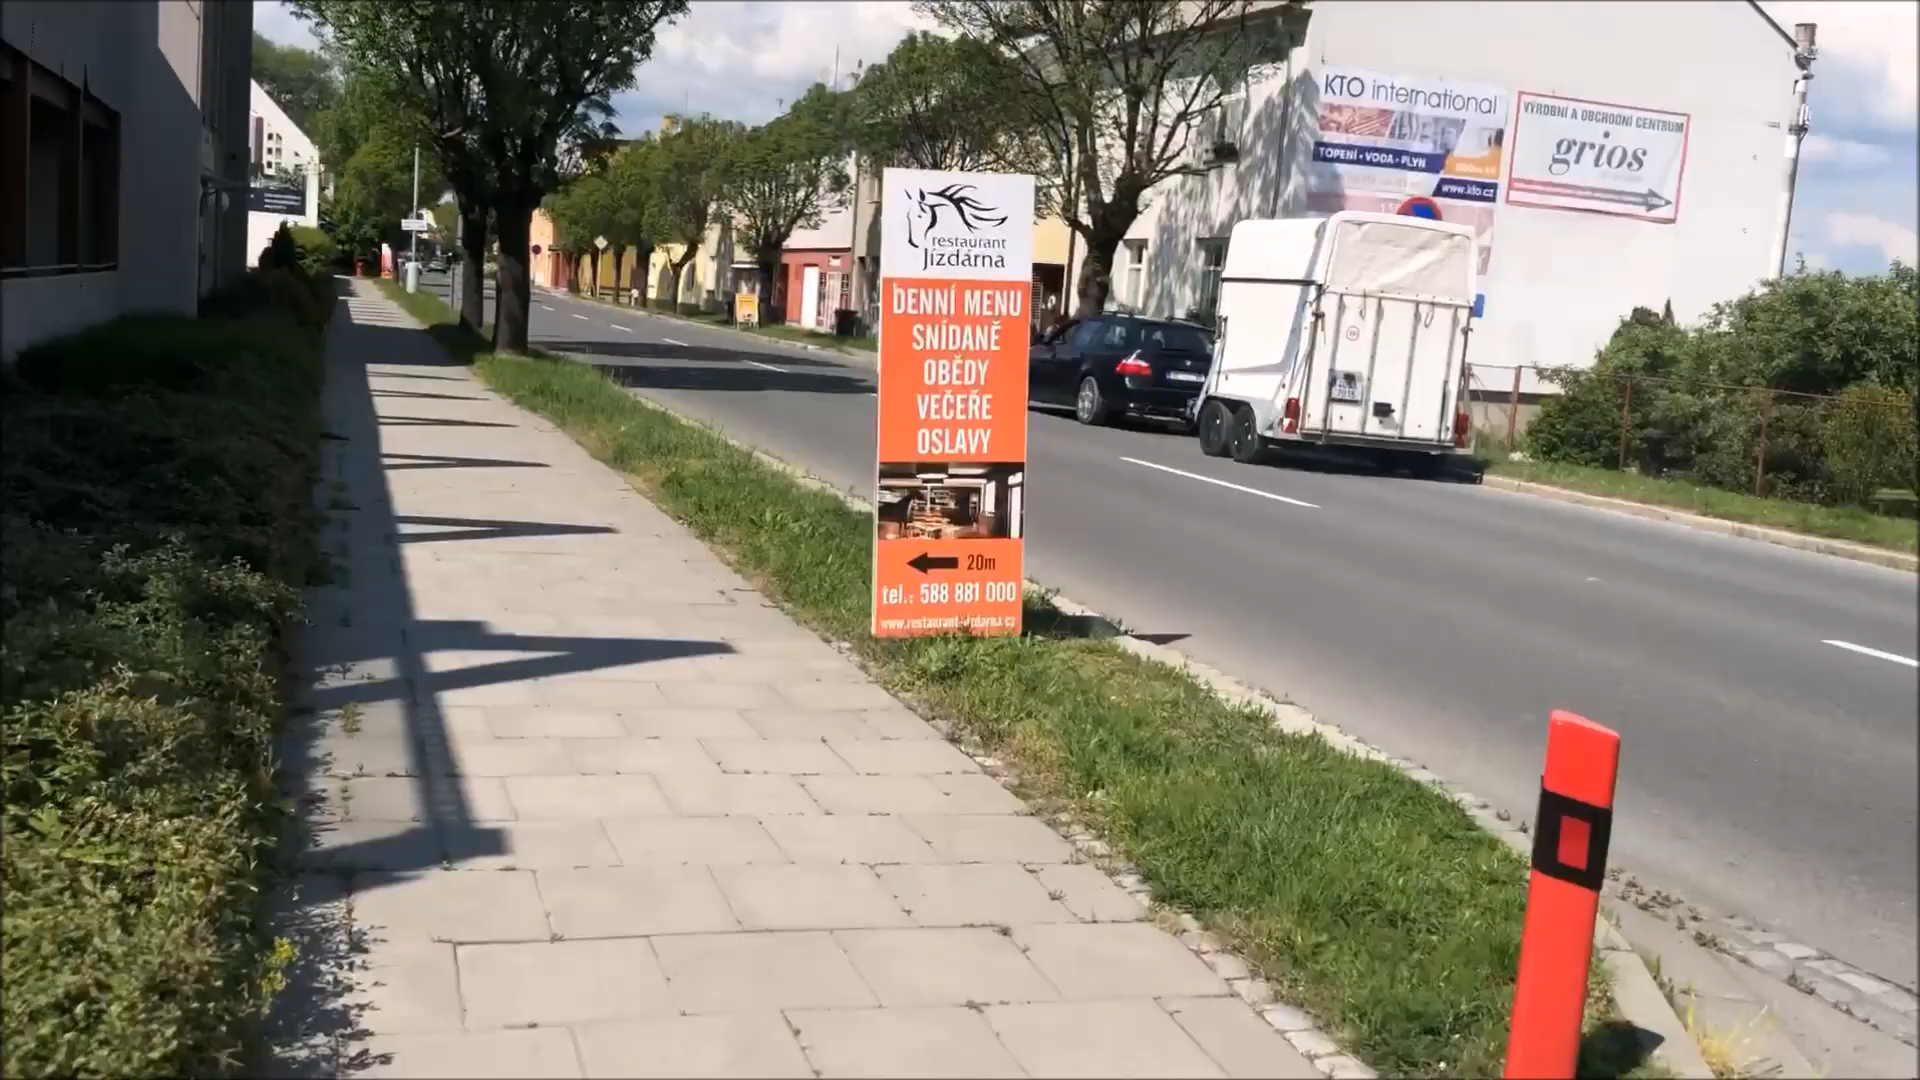 restaurant
Jízdárna
DENNÍ MENU
SNÍDANĚ
OBĚDY
VEČEŘE
OSLAVY
20m
tel.: 588 881 000
www.restaurant-jizdarna.cz
KTO international
TOPENÍ • VODA • PLYN
www.kto.cz
VÝROBNÍ A OBCHODNÍ CENTRUM
grios